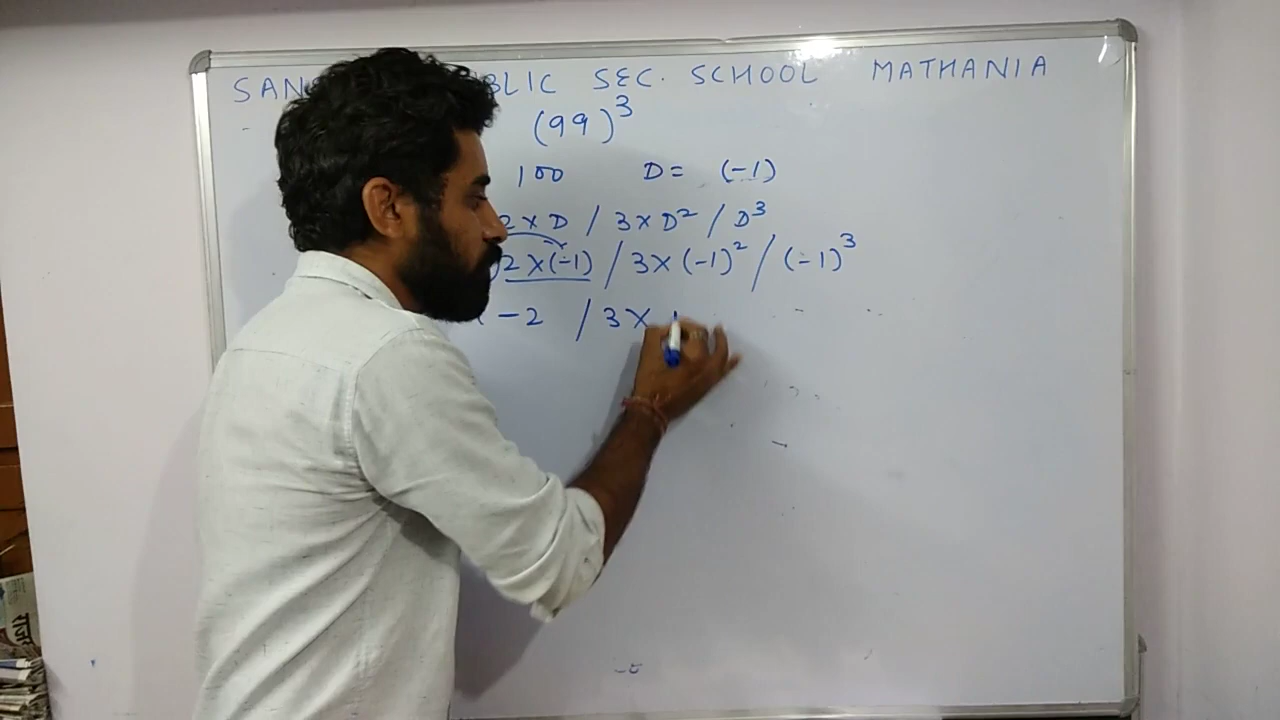 SAN BLIC SEC. SCHOOL MATHANIA
(99)³
100 D = (-1)
2 × D / 3 × D² / D³
) 2 × (-1) / 3 × (-1)² / (-1)³
- 2 / 3 ×